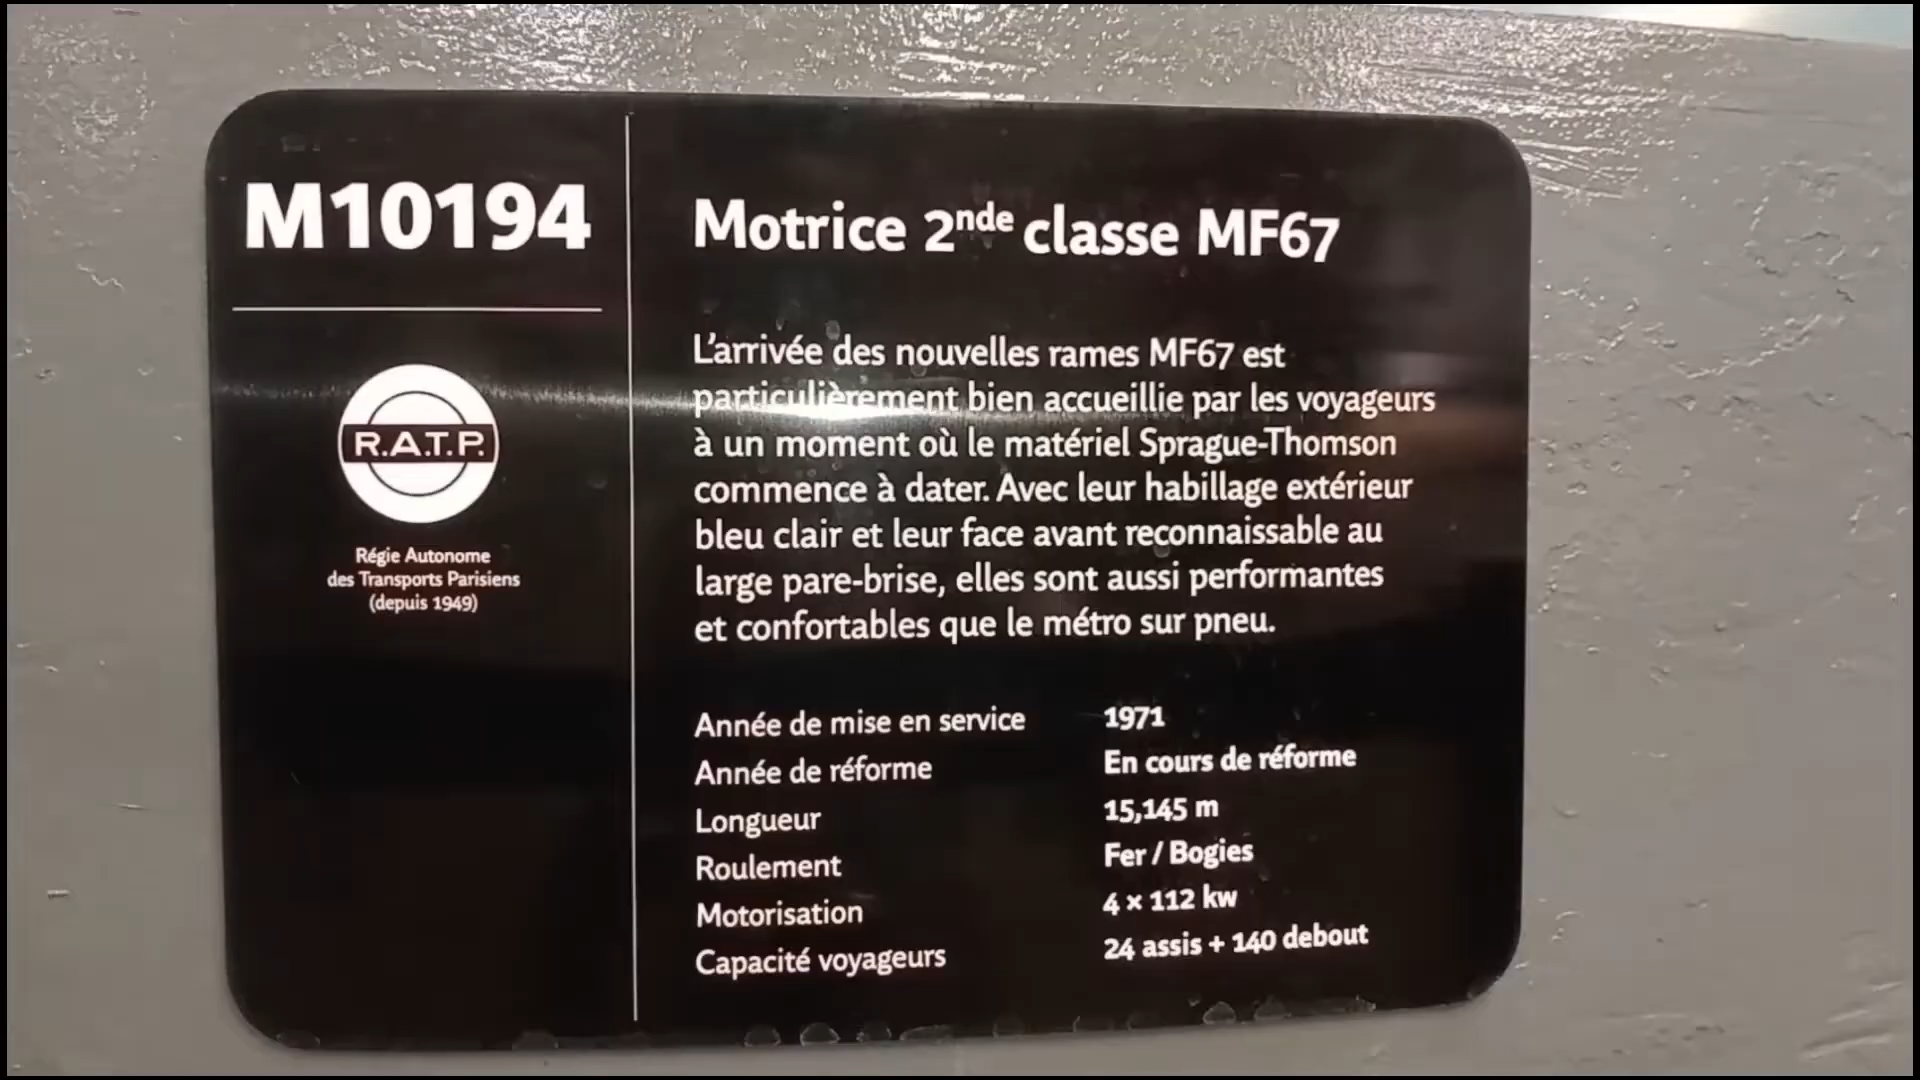 M10194
R.A.T.P.
Régie Autonome
des Transports Parisiens
(depuis 1949)
Motrice 2nde classe MF67
L'arrivée des nouvelles rames MF67 est
particulièrement bien accueillie par les voyageurs
à un moment où le matériel Sprague-Thomson
commence à dater. Avec leur habillage extérieur
bleu clair et leur face avant reconnaissable au
large pare-brise, elles sont aussi performantes
et confortables que le métro sur pneu.
Année de mise en service 1971
Année de réforme En cours de réforme
Longueur 15,145 m
Roulement Fer / Bogies
Motorisation 4 × 112 kw
Capacité voyageurs 24 assis + 140 debout